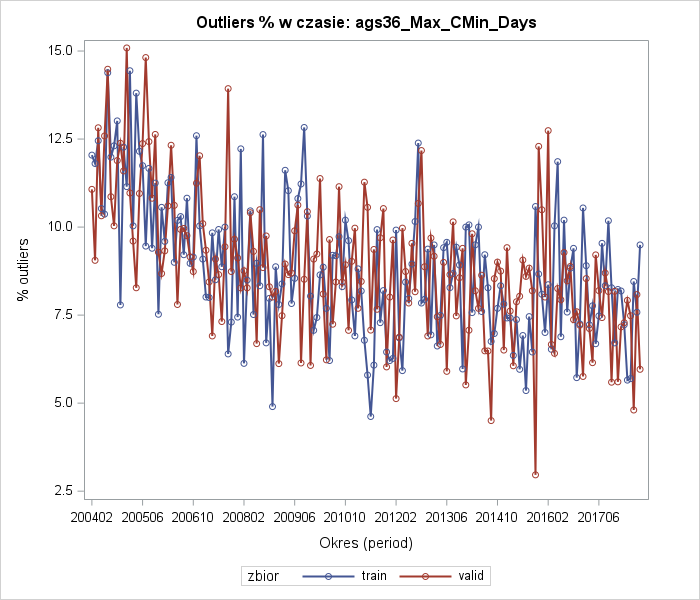 Outliers % w czasie: ags36_Max_CMin_Days
% outliers
15.0
12.5
10.0
7.5
5.0
2.5
200402 200506 200610 200802 200906 201010 201202 201306 201410 201602 201706
Okres (period)
zbior train valid